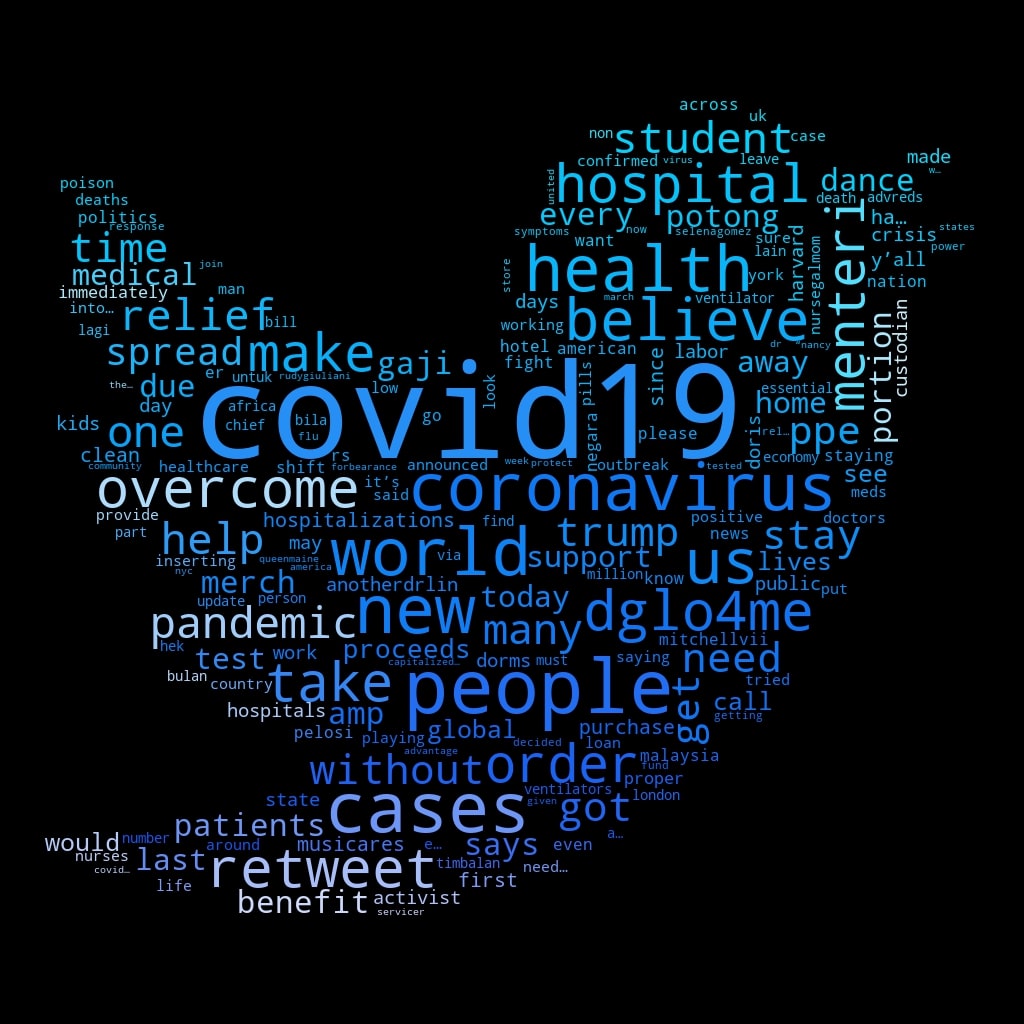 across
uk
non student case
confirmed virus leave made
united hospital dance w…
death advreds
every potong menteri ha…
symptoms now selenagomez crisis states
want sure power
lain harvard y’all
store health york nursegalmom nation
days march ventilator
working believe portion custodian
hotel american dr “nancy
fight since labor away
pills essential
look home
negara please doris rel… ppe
outbreak tested economy staying
poison
deaths
politics
response
time
medical join
immediately man
into… relief bill
lagi
spread make gaji
er untuk rudygiuliani low
the… due
day africa covid19 go
kids one chief bila
flu
clean rs
community healthcare shift forbearance announced week protect
overcome it’s coronavirus see
said meds
provide hospitalizations find positive doctors
part help may trump news stay
inserting queenmaine world via support us lives
nyc america million know public put
merch anotherdrlin
update person new today dglo4me
pandemic many mitchellvii
hek test work proceeds saying need
capitalized… dorms must
bulan country take people get tried
hospitals amp call
getting
pelosi playing global purchase
advantage decided loan malaysia
without order fund
proper
state ventilators london
cases given got
patients a…
would number around musicares e… says even
nurses last retweet timbalan need…
covid…
life first
benefit activist
servicer